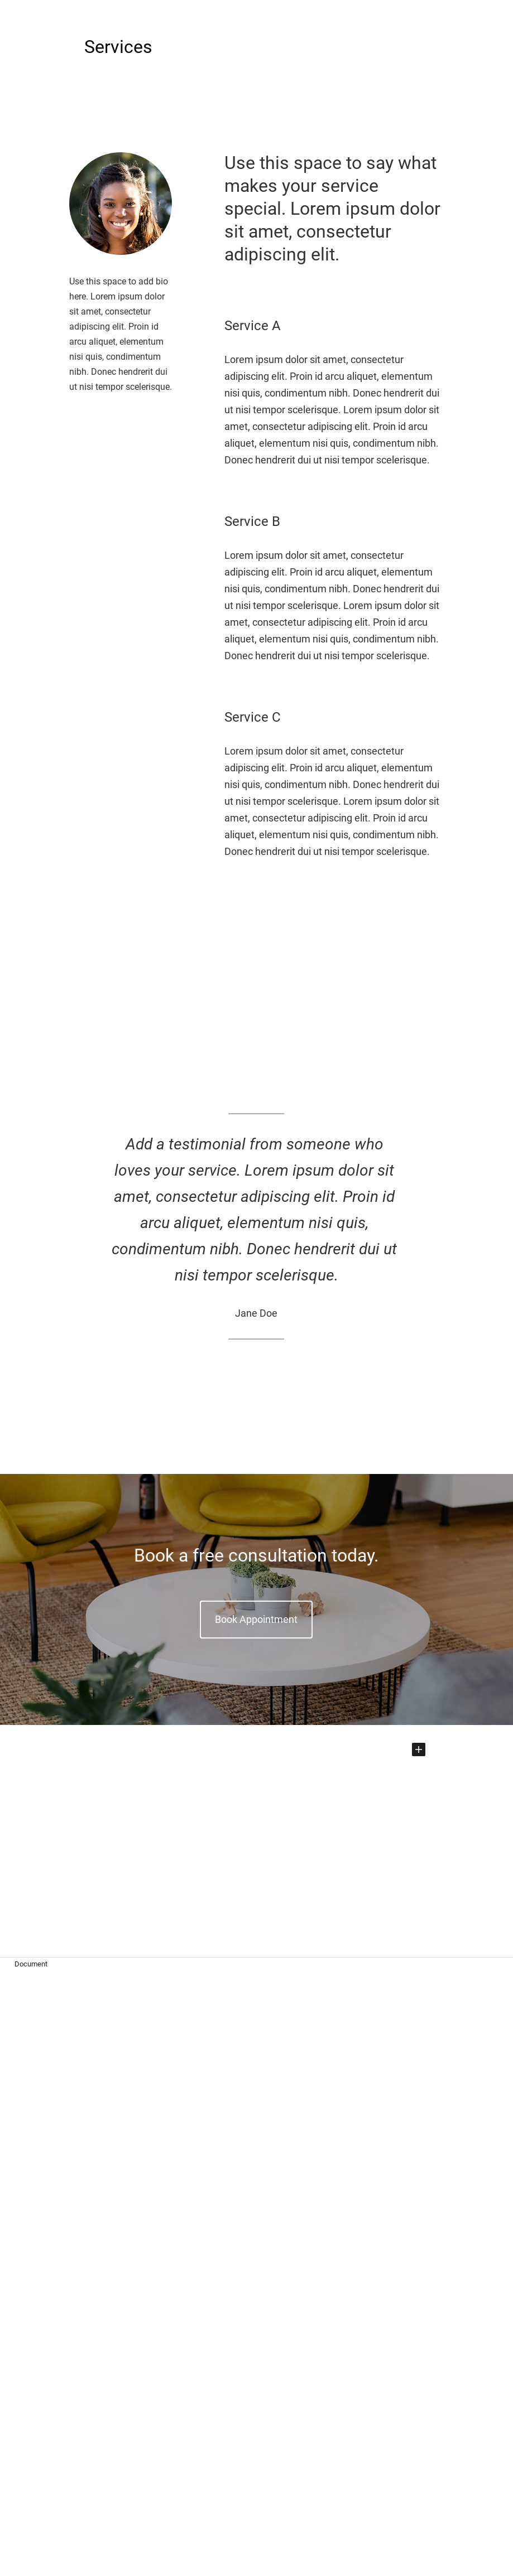 Services
Use this space to add bio
here. Lorem ipsum dolor
sit amet, consectetur
adipiscing elit. Proin id
arcu aliquet, elementum
nisi quis, condimentum
nibh. Donec hendrerit dui
ut nisi tempor scelerisque.
Use this space to say what
makes your service
special. Lorem ipsum dolor
sit amet, consectetur
adipiscing elit.
Service A
Lorem ipsum dolor sit amet, consectetur
adipiscing elit. Proin id arcu aliquet, elementum
nisi quis, condimentum nibh. Donec hendrerit dui
ut nisi tempor scelerisque. Lorem ipsum dolor sit
amet, consectetur adipiscing elit. Proin id arcu
aliquet, elementum nisi quis, condimentum nibh.
Donec hendrerit dui ut nisi tempor scelerisque.
Service B
Lorem ipsum dolor sit amet, consectetur
adipiscing elit. Proin id arcu aliquet, elementum
nisi quis, condimentum nibh. Donec hendrerit dui
ut nisi tempor scelerisque. Lorem ipsum dolor sit
amet, consectetur adipiscing elit. Proin id arcu
aliquet, elementum nisi quis, condimentum nibh.
Donec hendrerit dui ut nisi tempor scelerisque.
Service C
Lorem ipsum dolor sit amet, consectetur
adipiscing elit. Proin id arcu aliquet, elementum
nisi quis, condimentum nibh. Donec hendrerit dui
ut nisi tempor scelerisque. Lorem ipsum dolor sit
amet, consectetur adipiscing elit. Proin id arcu
aliquet, elementum nisi quis, condimentum nibh.
Donec hendrerit dui ut nisi tempor scelerisque.
Add a testimonial from someone who
loves your service. Lorem ipsum dolor sit
amet, consectetur adipiscing elit. Proin id
arcu aliquet, elementum nisi quis,
condimentum nibh. Donec hendrerit dui ut
nisi tempor scelerisque.
Jane Doe
Book a free consultation today.
Book Appointment
Document